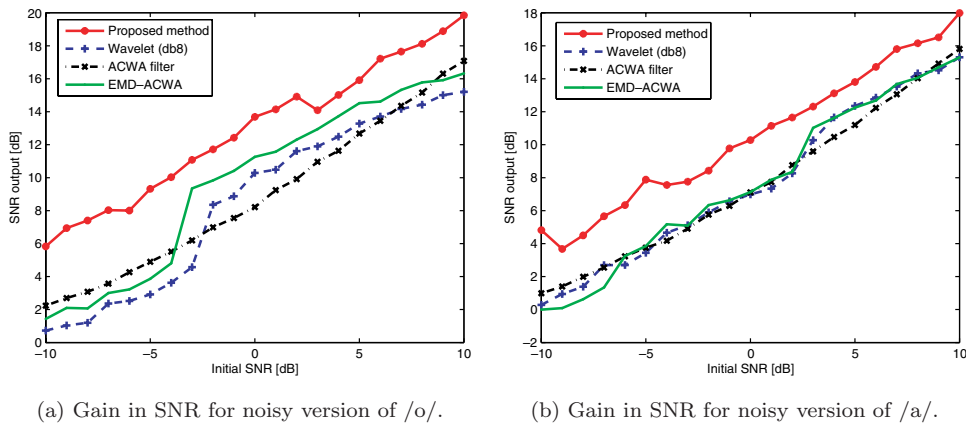 20
18
16
14
12
10
8
6
4
2
0
−10
−5
0
5
10
SNR output [dB]
Initial SNR [dB]
Proposed method
Wavelet (db8)
ACWA filter
EMD–ACWA
(a) Gain in SNR for noisy version of /o/.
18
16
14
12
10
8
6
4
2
0
−2
−10
−5
0
5
10
SNR output [dB]
Initial SNR [dB]
Proposed method
Wavelet (db8)
ACWA filter
EMD–ACWA
(b) Gain in SNR for noisy version of /a/.